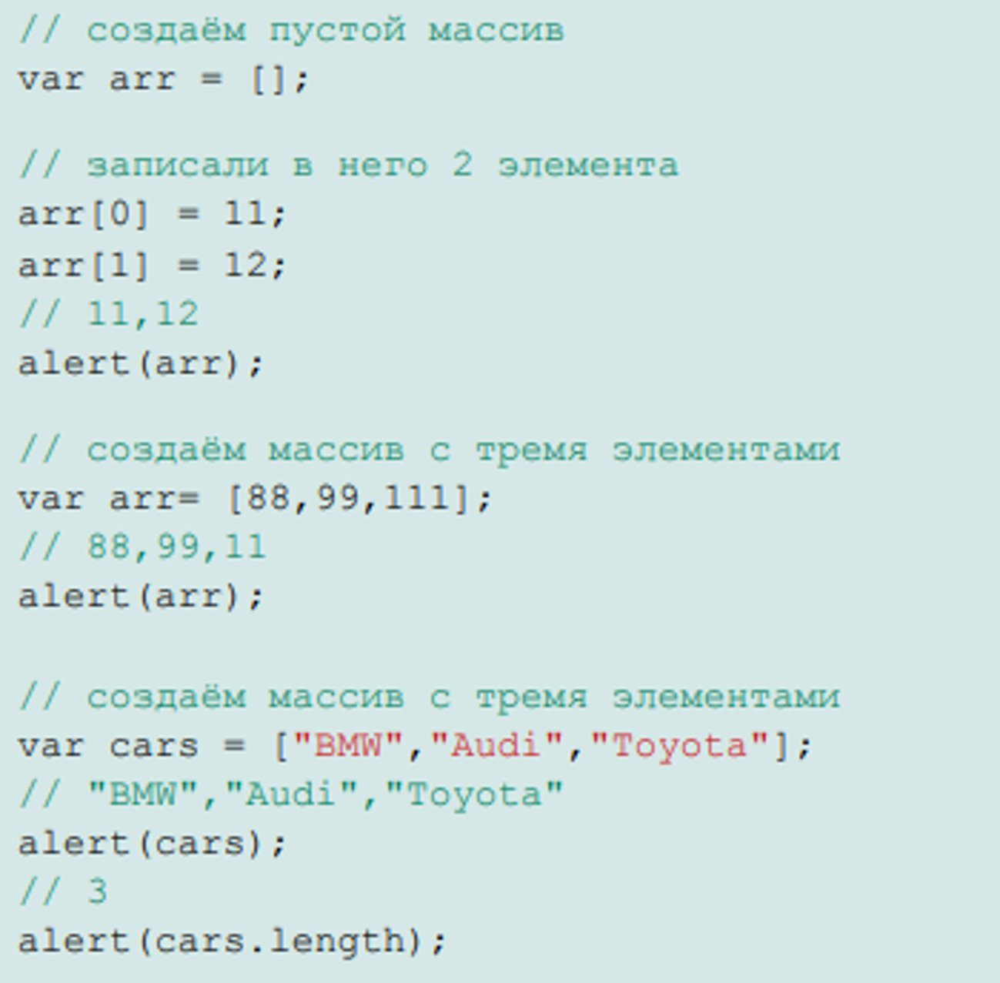 // создаём пустой массив
var arr = [];
// записали в него 2 элемента
arr[0] = 11;
arr[1] = 12;
// 11,12
alert(arr);
// создаём массив с тремя элементами
var arr= [88,99,111];
// 88,99,11
alert(arr);
// создаём массив с тремя элементами
var cars = ["BMW","Audi","Toyota"];
// "BMW","Audi","Toyota"
alert(cars);
// 3
alert(cars.length);